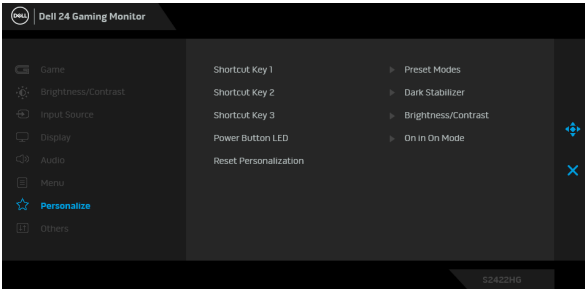 DELL Dell 24 Gaming Monitor
Game
Brightness/Contrast
Input Source
Display
Audio
Menu
Personalize
Others
Shortcut Key 1 Preset Modes
Shortcut Key 2 Dark Stabilizer
Shortcut Key 3 Brightness/Contrast
Power Button LED On in On Mode
Reset Personalization
S2422HG